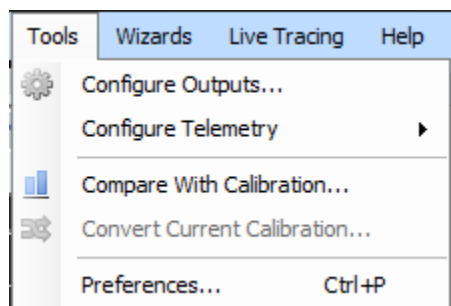 Tools Wizards Live Tracing Help
Configure Outputs...
Configure Telemetry
Compare With Calibration...
Convert Current Calibration...
Preferences... Ctrl+P